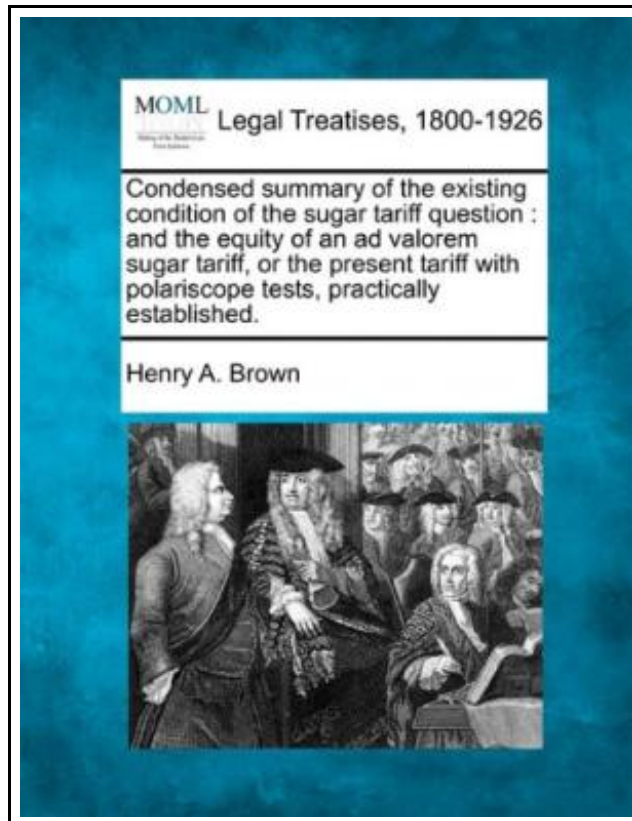 MOML
Legal Treatises, 1800-1926
Condensed summary of the existing
condition of the sugar tariff question :
and the equity of an ad valorem
sugar tariff, or the present tariff with
polariscope tests, practically
established.
Henry A. Brown